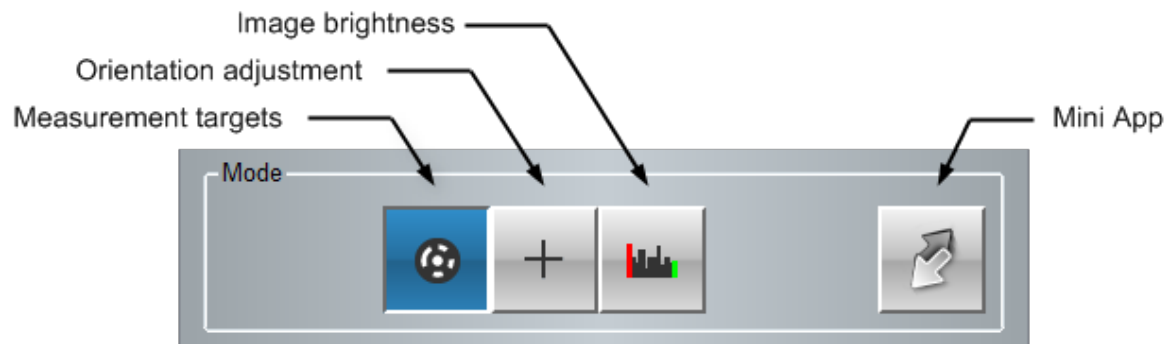 Image brightness
Orientation adjustment
Measurement targets
Mini App
Mode